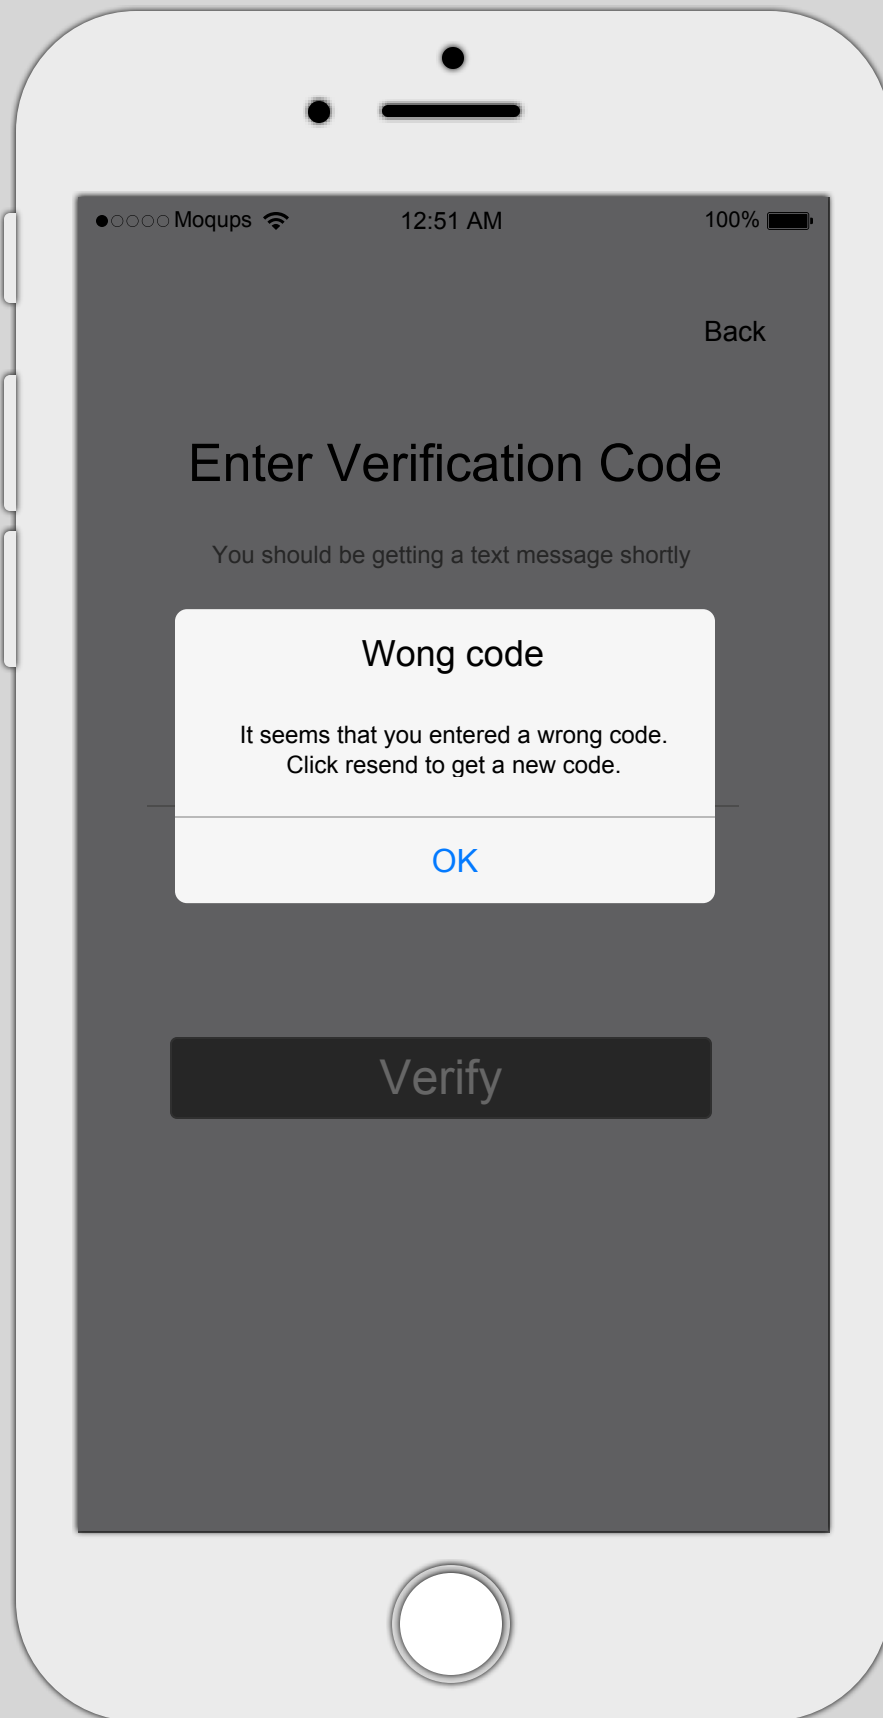 Moqups 12:51 AM 100%
Back
Enter Verification Code
You should be getting a text message shortly
Wong code
It seems that you entered a wrong code.
Click resend to get a new code.
OK
Verify